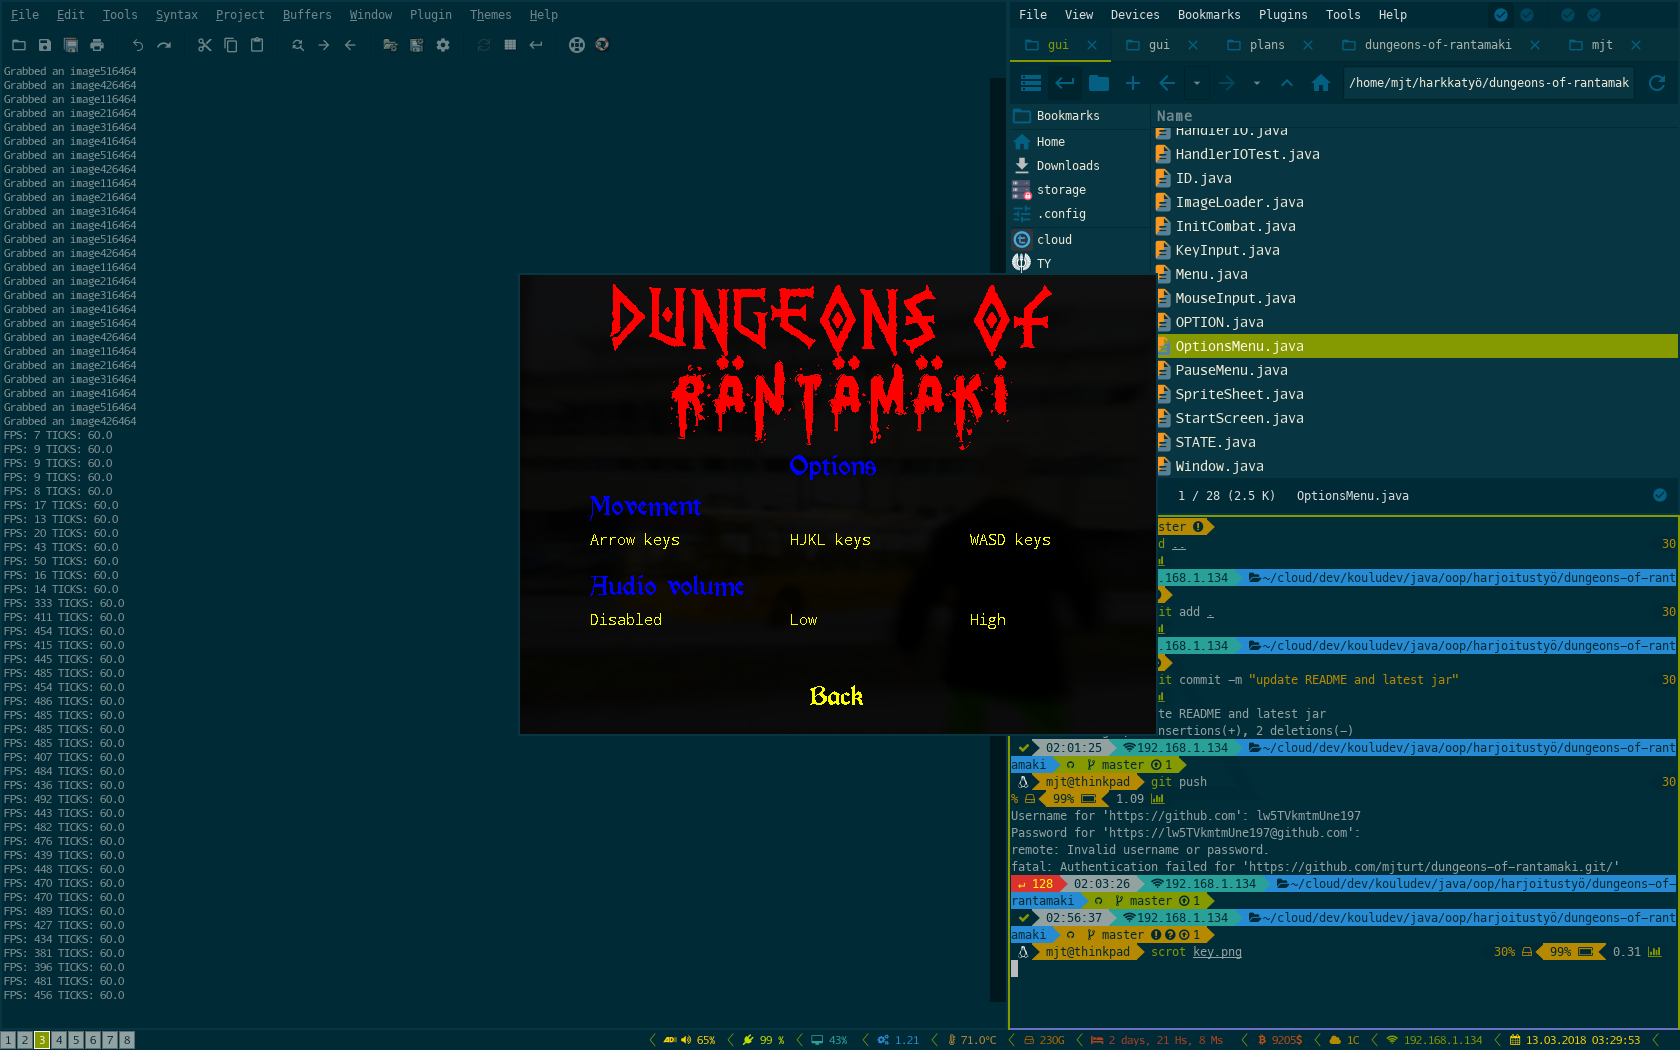 File Edit Tools Syntax Project Buffers Window Plugin Themes Help
Grabbed an image516464
Grabbed an image426464
Grabbed an image116464
Grabbed an image216464
Grabbed an image316464
Grabbed an image416464
Grabbed an image516464
Grabbed an image426464
Grabbed an image116464
Grabbed an image216464
Grabbed an image316464
Grabbed an image416464
Grabbed an image516464
Grabbed an image426464
Grabbed an image116464
Grabbed an image216464
Grabbed an image316464
Grabbed an image416464
Grabbed an image516464
Grabbed an image426464
Grabbed an image116464
Grabbed an image216464
Grabbed an image316464
Grabbed an image416464
Grabbed an image516464
Grabbed an image426464
FPS: 7 TICKS: 60.0
FPS: 9 TICKS: 60.0
FPS: 9 TICKS: 60.0
FPS: 9 TICKS: 60.0
FPS: 8 TICKS: 60.0
FPS: 17 TICKS: 60.0
FPS: 13 TICKS: 60.0
FPS: 20 TICKS: 60.0
FPS: 43 TICKS: 60.0
FPS: 50 TICKS: 60.0
FPS: 16 TICKS: 60.0
FPS: 14 TICKS: 60.0
FPS: 333 TICKS: 60.0
FPS: 411 TICKS: 60.0
FPS: 454 TICKS: 60.0
FPS: 415 TICKS: 60.0
FPS: 445 TICKS: 60.0
FPS: 485 TICKS: 60.0
FPS: 454 TICKS: 60.0
FPS: 486 TICKS: 60.0
FPS: 485 TICKS: 60.0
FPS: 485 TICKS: 60.0
FPS: 485 TICKS: 60.0
FPS: 407 TICKS: 60.0
FPS: 484 TICKS: 60.0
FPS: 436 TICKS: 60.0
FPS: 492 TICKS: 60.0
FPS: 443 TICKS: 60.0
FPS: 482 TICKS: 60.0
FPS: 476 TICKS: 60.0
FPS: 439 TICKS: 60.0
FPS: 448 TICKS: 60.0
FPS: 470 TICKS: 60.0
FPS: 470 TICKS: 60.0
FPS: 489 TICKS: 60.0
FPS: 427 TICKS: 60.0
FPS: 434 TICKS: 60.0
FPS: 381 TICKS: 60.0
FPS: 396 TICKS: 60.0
FPS: 481 TICKS: 60.0
FPS: 456 TICKS: 60.0
DUNGEONS OF
RÄNTÄMÄKI
Options
Movement
Arrow keys HJKL keys WASD keys
Audio volume
Disabled Low High
Back
File View Devices Bookmarks Plugins Tools Help
gui gui plans dungeons-of-rantamaki mjt
/home/mjt/harkkatyö/dungeons-of-rantamak
Bookmarks
Home
Downloads
storage
.config
cloud
TY
Name
HandlerIO.java
HandlerIOTest.java
ID.java
ImageLoader.java
InitCombat.java
KeyInput.java
Menu.java
MouseInput.java
OPTION.java
OptionsMenu.java
PauseMenu.java
SpriteSheet.java
StartScreen.java
STATE.java
Window.java
1 / 28 (2.5 K) OptionsMenu.java
ster
d .. 30
.168.1.134 ~/cloud/dev/kouludev/java/oop/harjoitustyö/dungeons-of-rant
it add . 30
.168.1.134 ~/cloud/dev/kouludev/java/oop/harjoitustyö/dungeons-of-rant
it commit -m "update README and latest jar" 30
te README and latest jar
nsertions(+), 2 deletions(-)
02:01:25 192.168.1.134 ~/cloud/dev/kouludev/java/oop/harjoitustyö/dungeons-of-rant
amaki master 1
mjt@thinkpad git push 30
% 99% 1.09
Username for 'https://github.com': lw5TVkmtmUne197
Password for 'https://lw5TVkmtmUne197@github.com':
remote: Invalid username or password.
fatal: Authentication failed for 'https://github.com/mjturt/dungeons-of-rantamaki.git/'
128 02:03:26 192.168.1.134 ~/cloud/dev/kouludev/java/oop/harjoitustyö/dungeons-of-
rantamaki master 1
02:56:37 192.168.1.134 ~/cloud/dev/kouludev/java/oop/harjoitustyö/dungeons-of-rant
amaki master 1
mjt@thinkpad scrot key.png 30% 99% 0.31
1 2 3 4 5 6 7 8 65% 99 % 43% 1.21 71.0°C 230G 2 days, 21 Hs, 8 Ms 9205$ 1C 192.168.1.134 13.03.2018 03:29:53